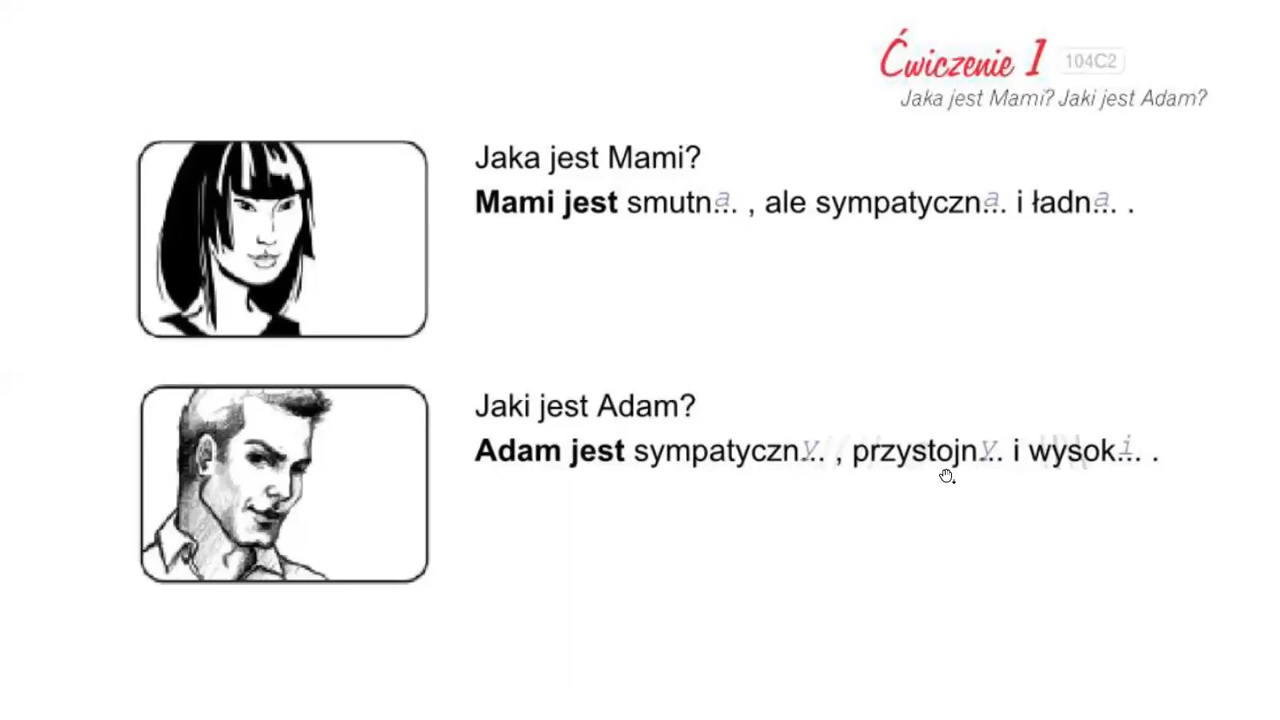 Ćwiczenie 1 104C2
Jaka jest Mami? Jaki jest Adam?
Jaka jest Mami?
Mami jest smutna... , ale sympatyczna... i ładna... .
Jaki jest Adam?
Adam jest sympatyczny... , przystojny... i wysoki... .